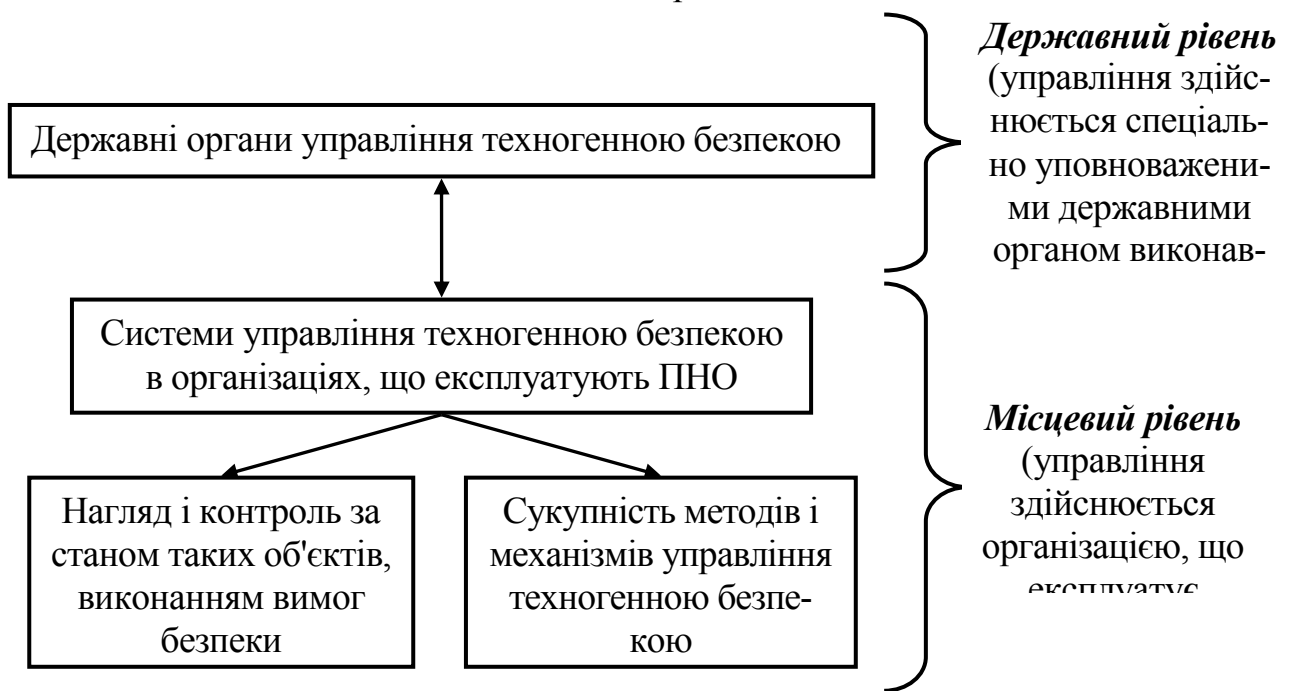 Державний рівень
(управління здійс-
нюється спеціаль-
но уповноважени-
ми державними
органом виконав-
Державні органи управління техногенною безпекою
Системи управління техногенною безпекою
в організаціях, що експлуатують ПНО
Місцевий рівень
(управління
здійснюється
організацією, що
експлуатує
Нагляд і контроль за
станом таких об'єктів,
виконанням вимог
безпеки
Сукупність методів і
механізмів управління
техногенною безпе-
кою